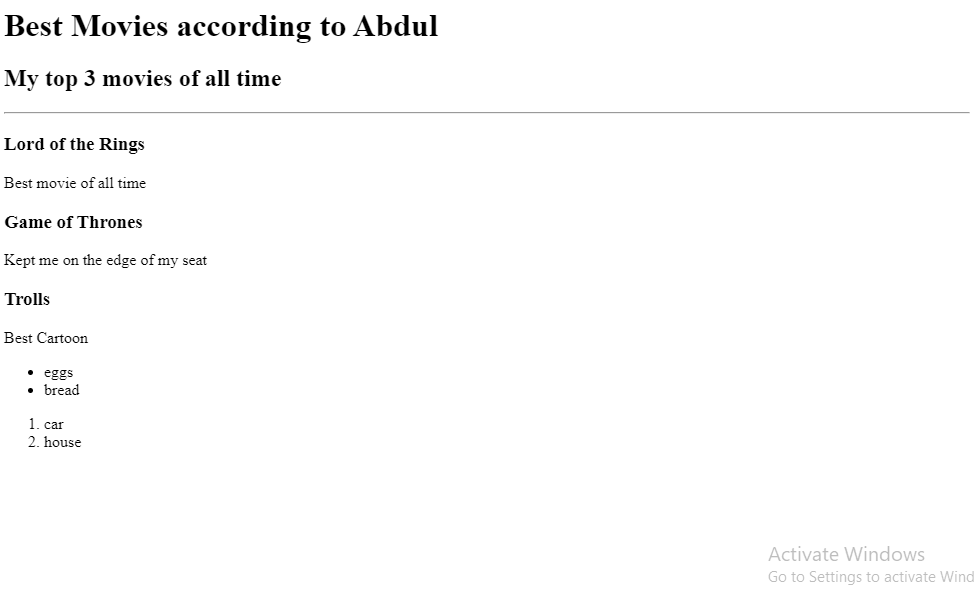 Best Movies according to Abdul
My top 3 movies of all time
Lord of the Rings
Best movie of all time
Game of Thrones
Kept me on the edge of my seat
Trolls
Best Cartoon
• eggs
• bread
1. car
2. house
Activate Windows
Go to Settings to activate Wind